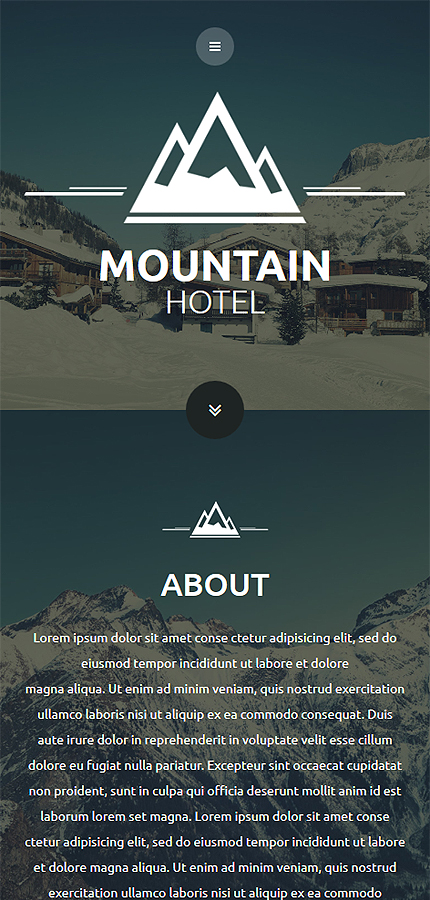 MOUNTAIN
HOTEL
ABOUT
Lorem ipsum dolor sit amet conse ctetur adipisicing elit, sed do
eiusmod tempor incididunt ut labore et dolore
magna aliqua. Ut enim ad minim veniam, quis nostrud exercitation
ullamco laboris nisi ut aliquip ex ea commodo consequat. Duis
aute irure dolor in reprehenderit in voluptate velit esse cillum
dolore eu fugiat nulla pariatur. Excepteur sint occaecat cupidatat
non proident, sunt in culpa qui officia deserunt mollit anim id est
laborum lorem set magna. Lorem ipsum dolor sit amet conse
ctetur adipisicing elit, sed do eiusmod tempor incididunt ut labore
et dolore magna aliqua. Ut enim ad minim veniam, quis nostrud
exercitation ullamco laboris nisi ut aliquip ex ea commodo